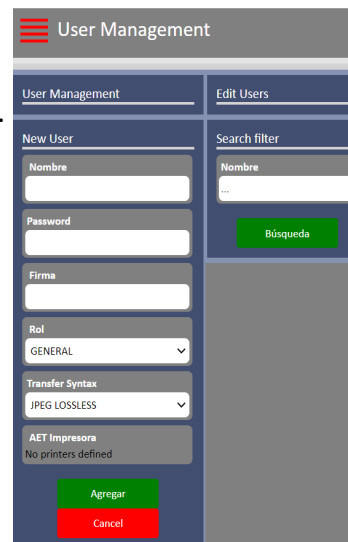 User Management
User Management
Edit Users
New User
Nombre
Password
Firma
Rol
GENERAL
Transfer Syntax
JPEG LOSSLESS
AET Impresora
No printers defined
Agregar
Cancel
Search filter
Nombre
...
Búsqueda